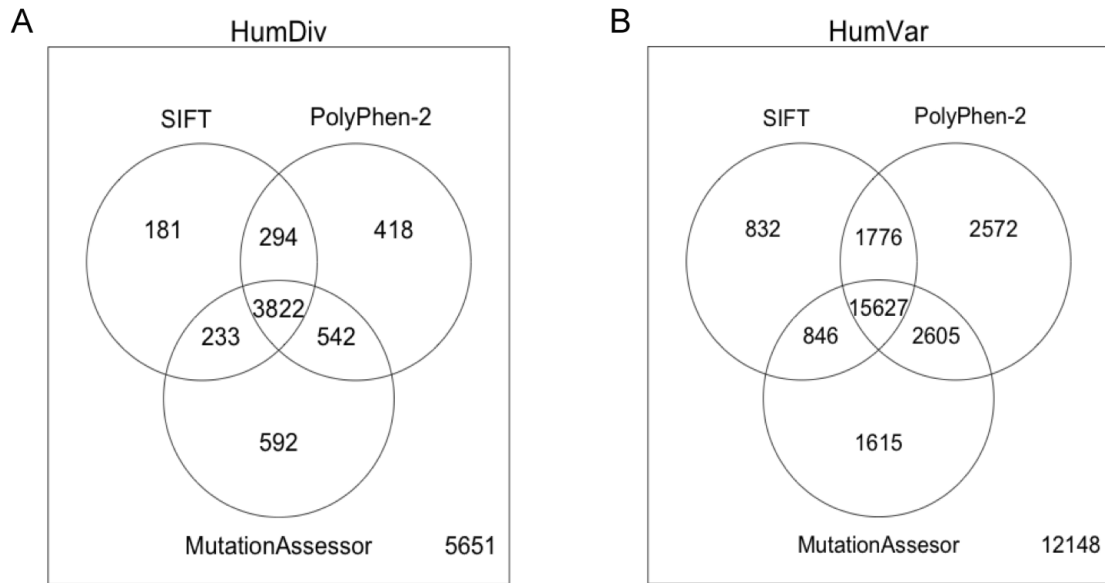 A
HumDiv
SIFT
PolyPhen-2
181
294
418
3822
233
542
592
MutationAssessor
5651
B
HumVar
SIFT
PolyPhen-2
832
1776
2572
15627
846
2605
1615
MutationAssesor
12148